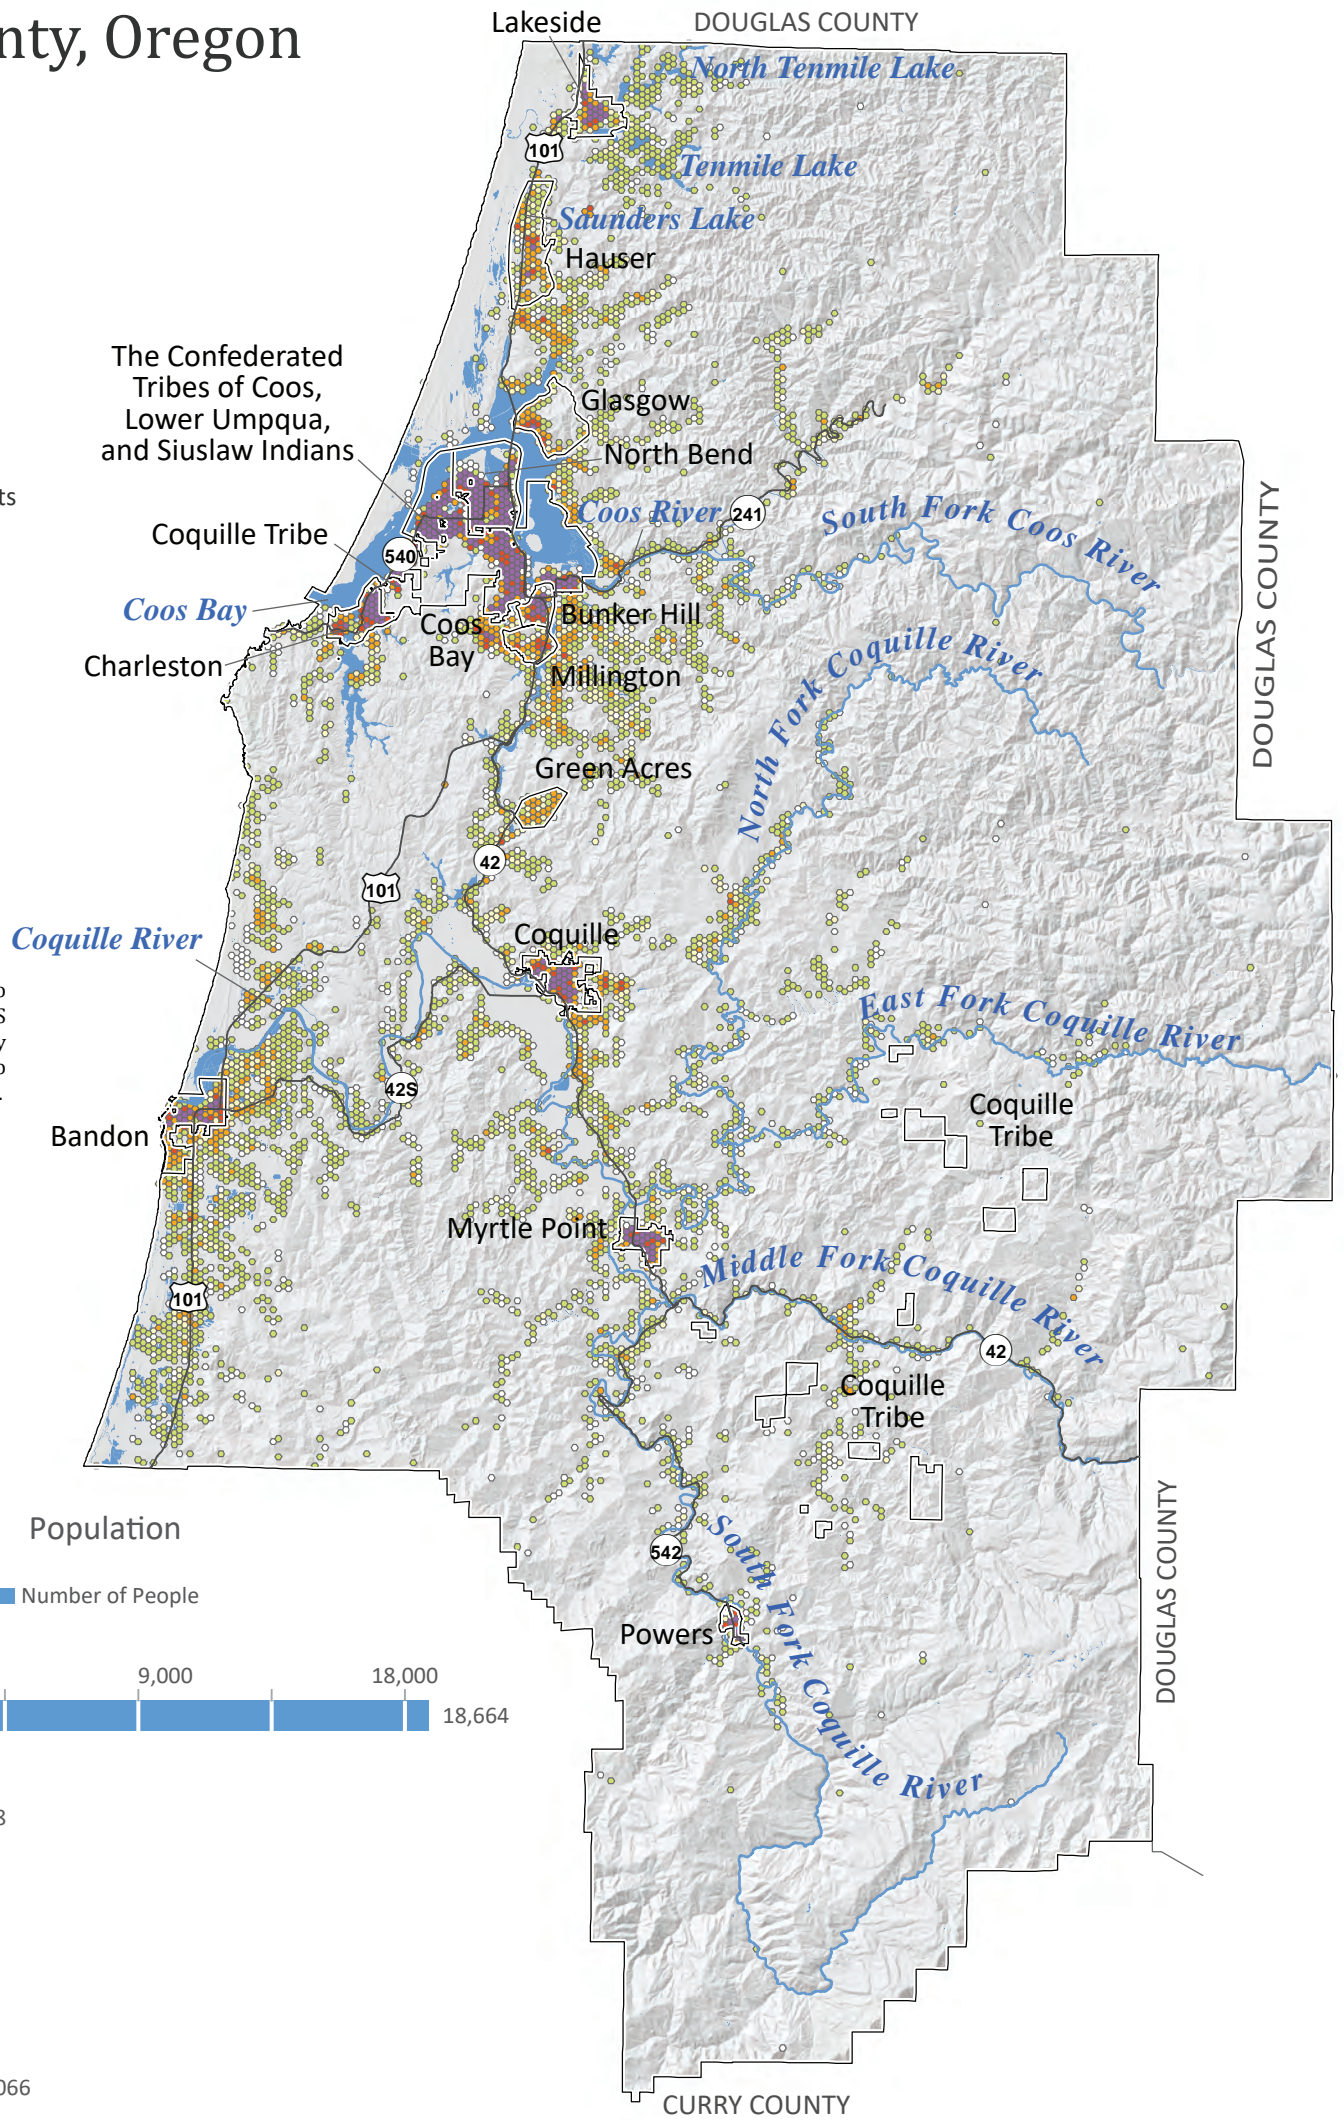 nty, Oregon
Lakeside
DOUGLAS COUNTY
North Tenmile Lake
101
Tenmile Lake
Saunders Lake
Hauser
The Confederated
Tribes of Coos,
Lower Umpqua,
and Siuslaw Indians
Glasgow
North Bend
ts
Coos River
241
South Fork Coos River
DOUGLAS COUNTY
Coquille Tribe
540
Coos Bay
Bunker Hill
Coos
Bay
Charleston
Millington
North Fork Coquille River
Green Acres
42
101
Coquille
Coquille River
East Fork Coquille River
o
S
y
o
.
42S
Coquille
Tribe
Bandon
Myrtle Point
Middle Fork Coquille River
101
42
Coquille
Tribe
Population
542
South Fork Coquille River
DOUGLAS COUNTY
Number of People
Powers
9,000
18,000
18,664
3
066
CURRY COUNTY